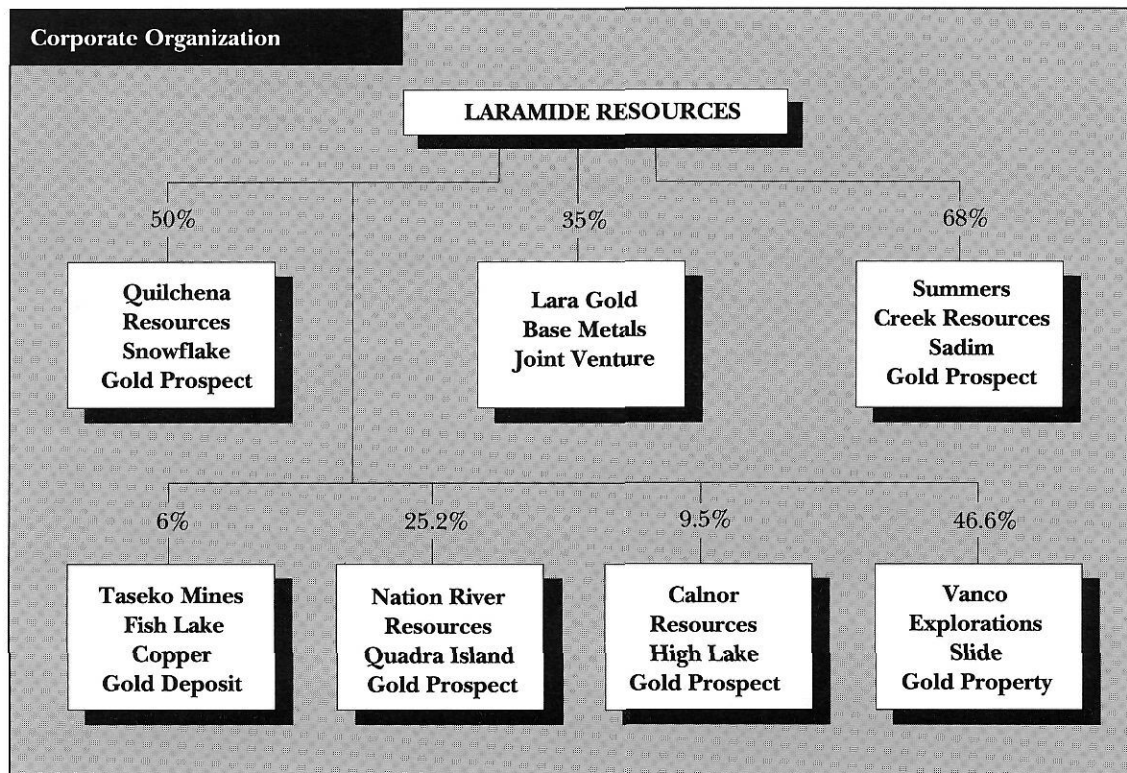 Corporate Organization
LARAMIDE RESOURCES
50%
35%
68%
Quilchena
Resources
Snowflake
Gold Prospect
Lara Gold
Base Metals
Joint Venture
Summers
Creek Resources
Sadim
Gold Prospect
6%
25.2%
9.5%
46.6%
Taseko Mines
Fish Lake
Copper
Gold Deposit
Nation River
Resources
Quadra Island
Gold Prospect
Calnor
Resources
High Lake
Gold Prospect
Vanco
Explorations
Slide
Gold Property